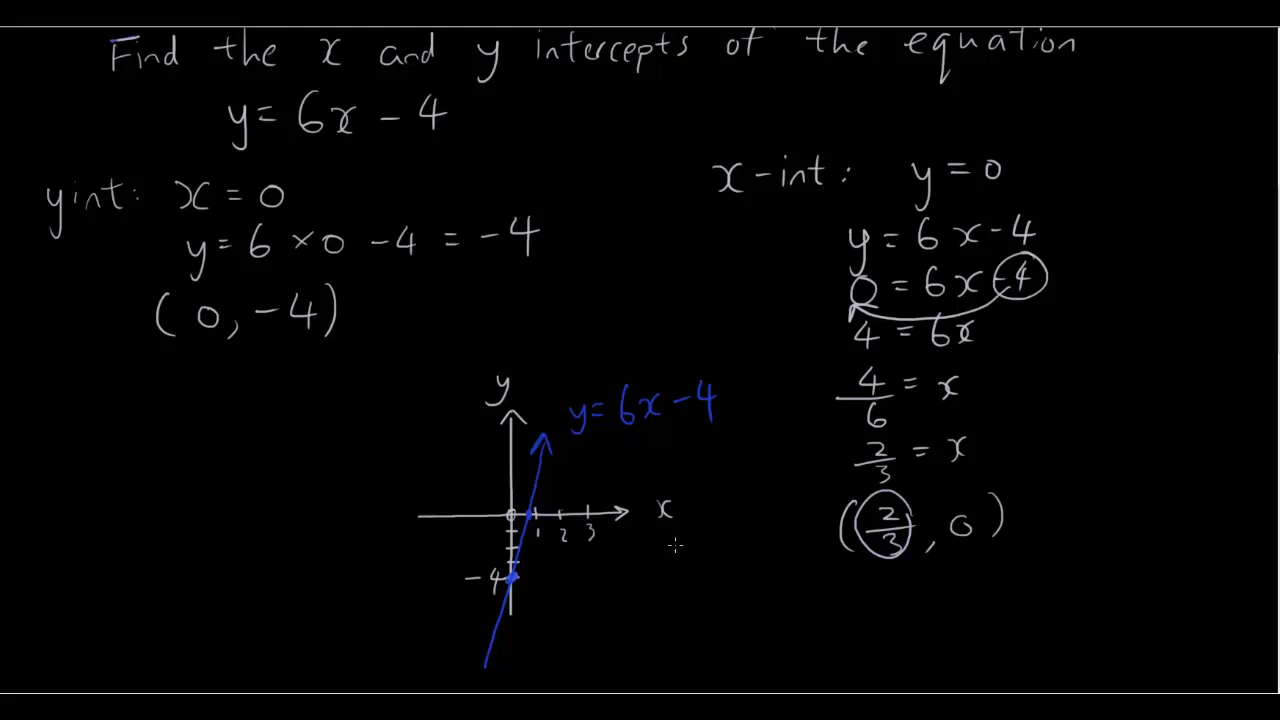 Find the x and y intercepts of the equation
y = 6x - 4
y int: x = 0
y = 6 × 0 - 4 = -4
(0, -4)
x-int: y = 0
y = 6x - 4
0 = 6x - 4
4 = 6x
4/6 = x
2/3 = x
(2/3, 0)
y
y = 6x - 4
x
1 2 3
-4